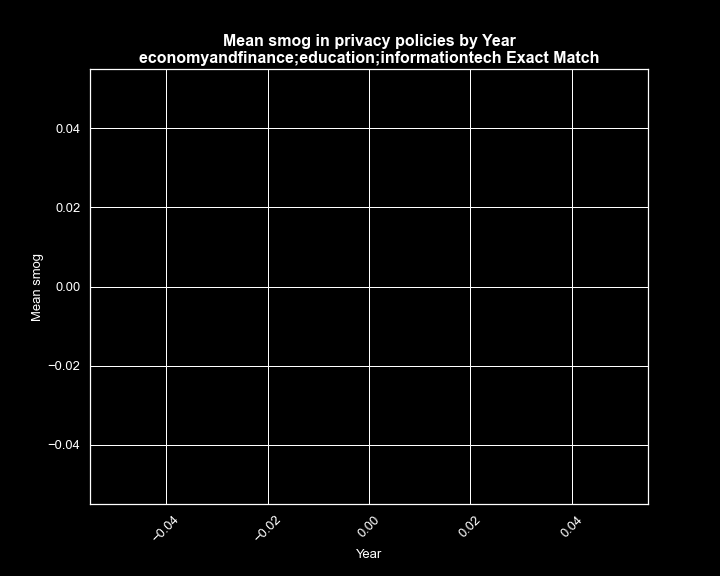 Mean smog in privacy policies by Year
economyandfinance;education;informationtech Exact Match
0.04
0.02
0.00
−0.02
−0.04
Mean smog
−0.04
−0.02
0.00
0.02
0.04
Year